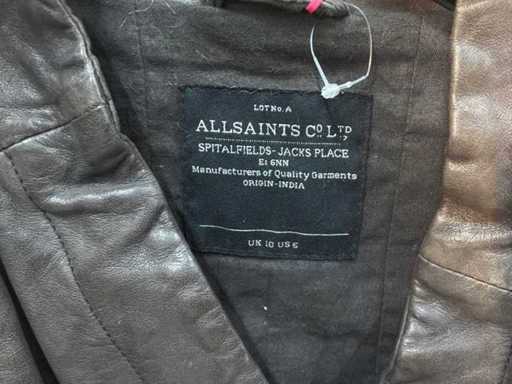 LOT No. A
ALLSAINTS Co LTD
SPITALFIELDS-JACKS PLACE
E1 6NN
Manufacturers of Quality Garments
ORIGIN-INDIA
UK 10 US 6